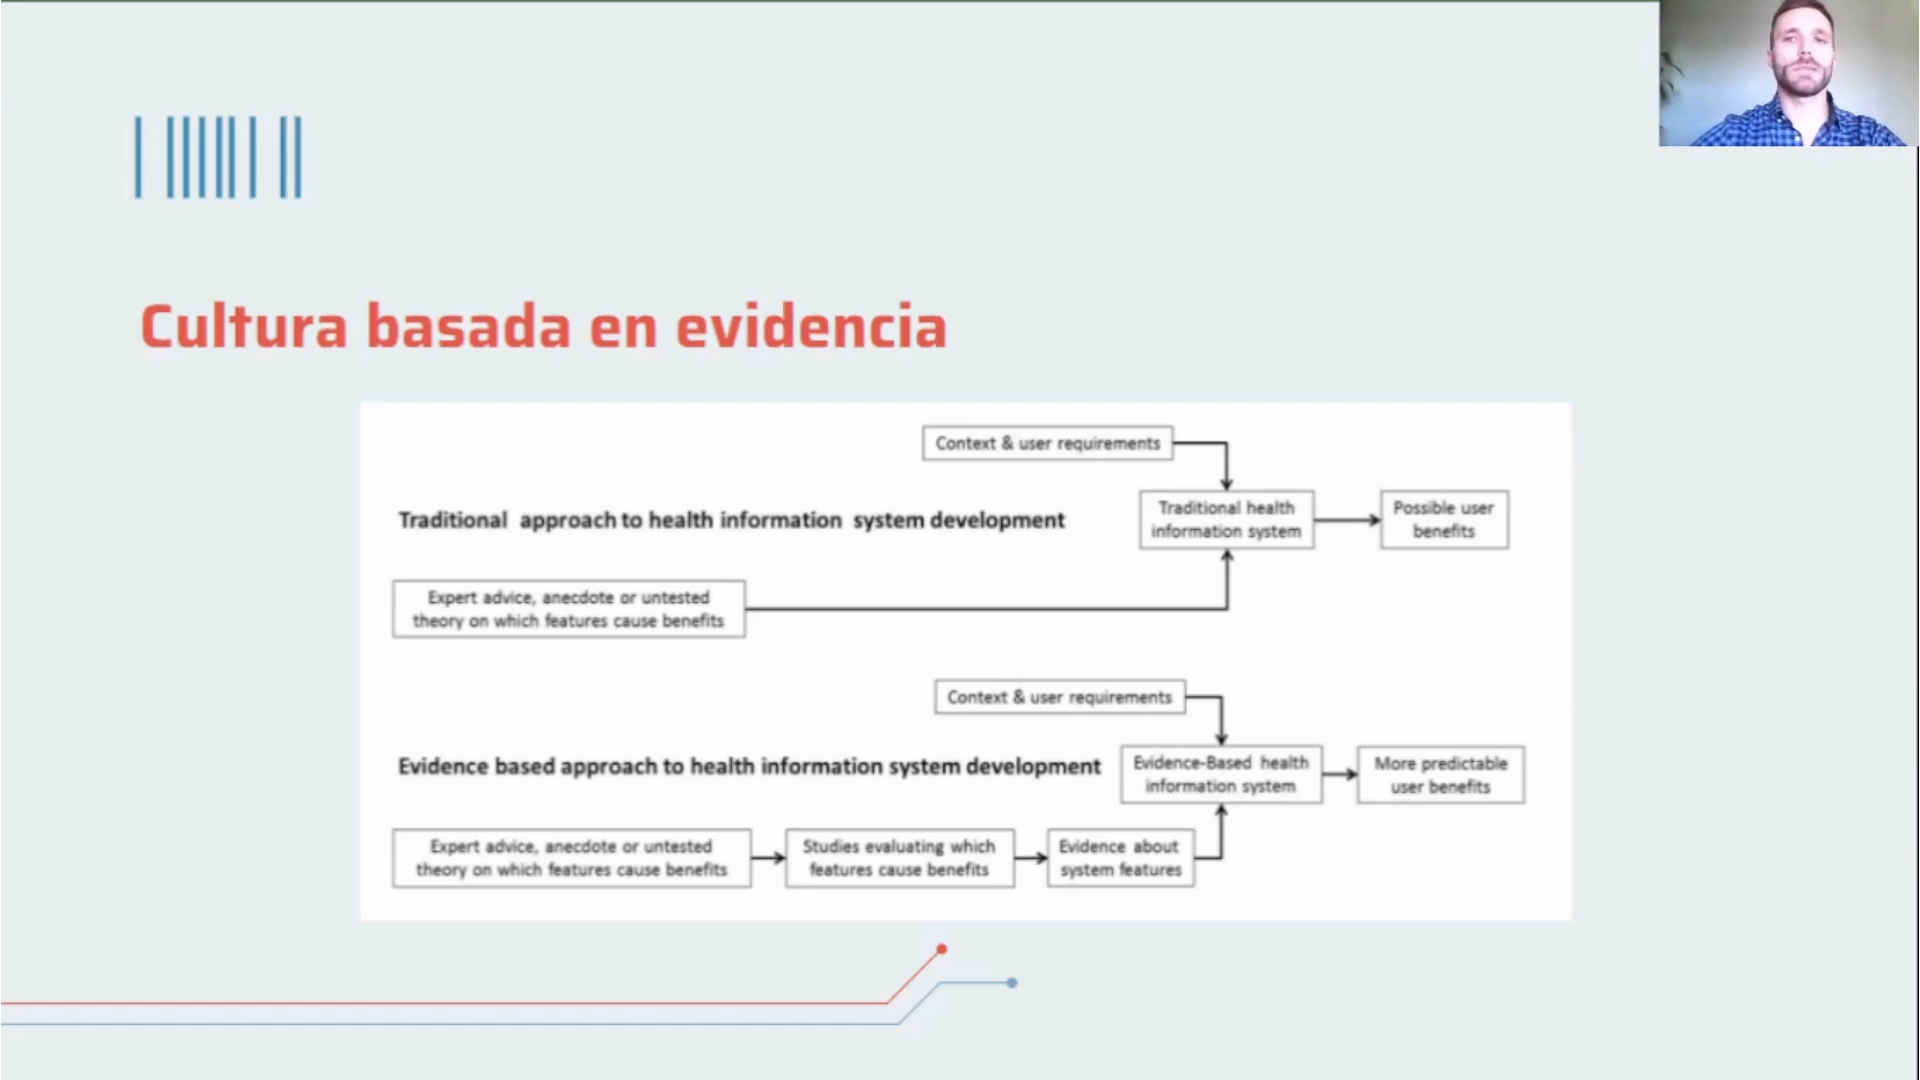 Cultura basada en evidencia
Context & user requirements
Traditional health
information system
Possible user
benefits
Traditional approach to health information system development
Expert advice, anecdote or untested
theory on which features cause benefits
Context & user requirements
Evidence based approach to health information system development
Evidence-Based health
information system
More predictable
user benefits
Expert advice, anecdote or untested
theory on which features cause benefits
Studies evaluating which
features cause benefits
Evidence about
system features